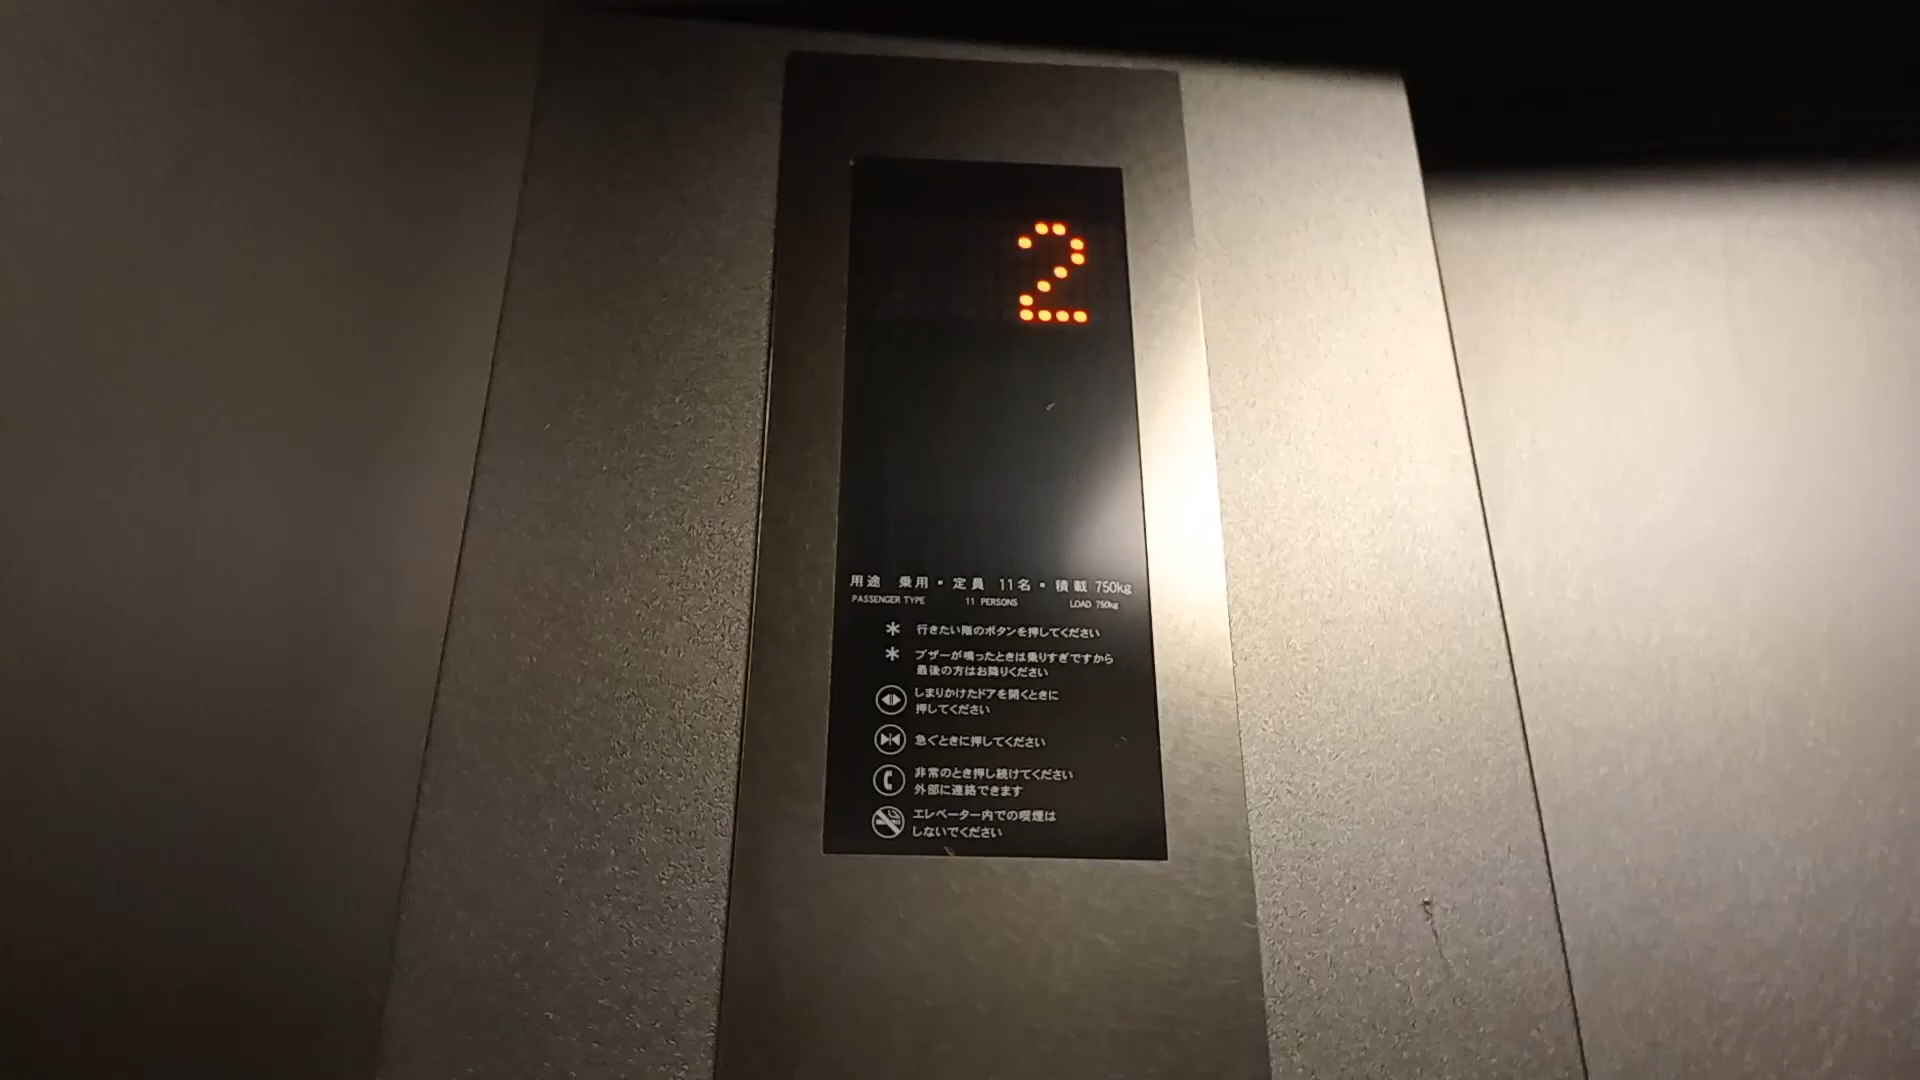 2
用途 乗用・定員 11名・積載 750kg
PASSENGER TYPE 11 PERSONS LOAD 750kg
* 行きたい階のボタンを押してください
* ブザーが鳴ったときは乗りすぎですから
最後の方はお降りください
しまりかけたドアを開くときに
押してください
急ぐときに押してください
非常のとき押し続けてください
外部に連絡できます
エレベーター内での喫煙は
しないでください